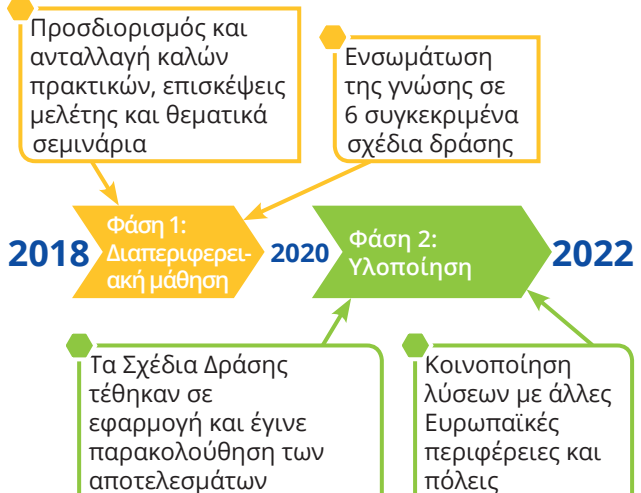 Προσδιορισμός και
ανταλλαγή καλών
πρακτικών, επισκέψεις
μελέτης και θεματικά
σεμινάρια
Ενσωμάτωση
της γνώσης σε
6 συγκεκριμένα
σχέδια δράσης
2018
Φάση 1:
Διαπεριφερει-
ακή μάθηση
2020
Φάση 2:
Υλοποίηση
2022
Τα Σχέδια Δράσης
τέθηκαν σε
εφαρμογή και έγινε
παρακολούθηση των
αποτελεσμάτων
Κοινοποίηση
λύσεων με άλλες
Ευρωπαϊκές
περιφέρειες και
πόλεις